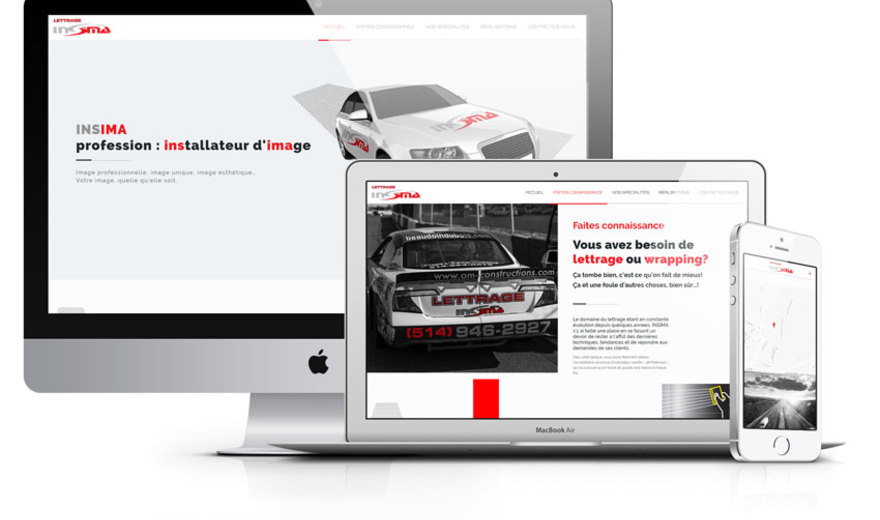 LETTRAGE
INSIMA
ACCUEIL FAITES CONNAISSANCE NOS SPÉCIALITÉS RÉALISATIONS CONTACTEZ-NOUS
INSIMA
profession : installateur d'image
Image professionnelle, image unique, image esthétique…
Votre image, quelle qu'elle soit.
INSIMA
LETTRAGE
INSIMA
ACCUEIL FAITES CONNAISSANCE NOS SPÉCIALITÉS RÉALISATIONS CONTACTEZ-NOUS
beaudoindubois.com
www.am-constructions.com
LETTRAGE
INSIMA
(514) 946-2927
Faites connaissance
Vous avez besoin de
lettrage ou wrapping?
Ça tombe bien, c'est ce qu'on fait de mieux!
Ça et une foule d'autres choses, bien sûr…!
Le domaine du lettrage étant en constante
évolution depuis quelques années, INSIMA
s'y ai taillé une place en se faisant un
devoir de rester à l'affût des dernières
techniques, tendances et de répondre aux
demandes de ses clients.
MacBook Air
INSIMA